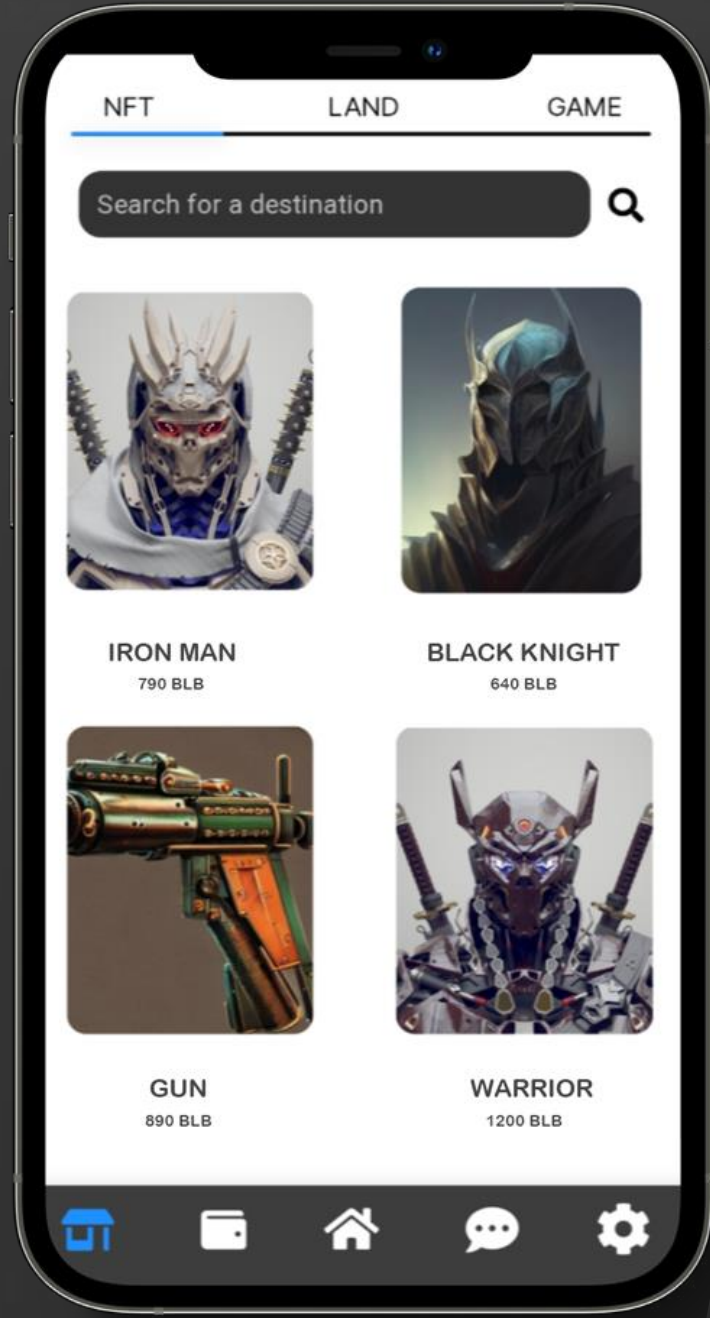 NFT LAND GAME
Search for a destination
IRON MAN BLACK KNIGHT
790 BLB 640 BLB
GUN WARRIOR
890 BLB 1200 BLB